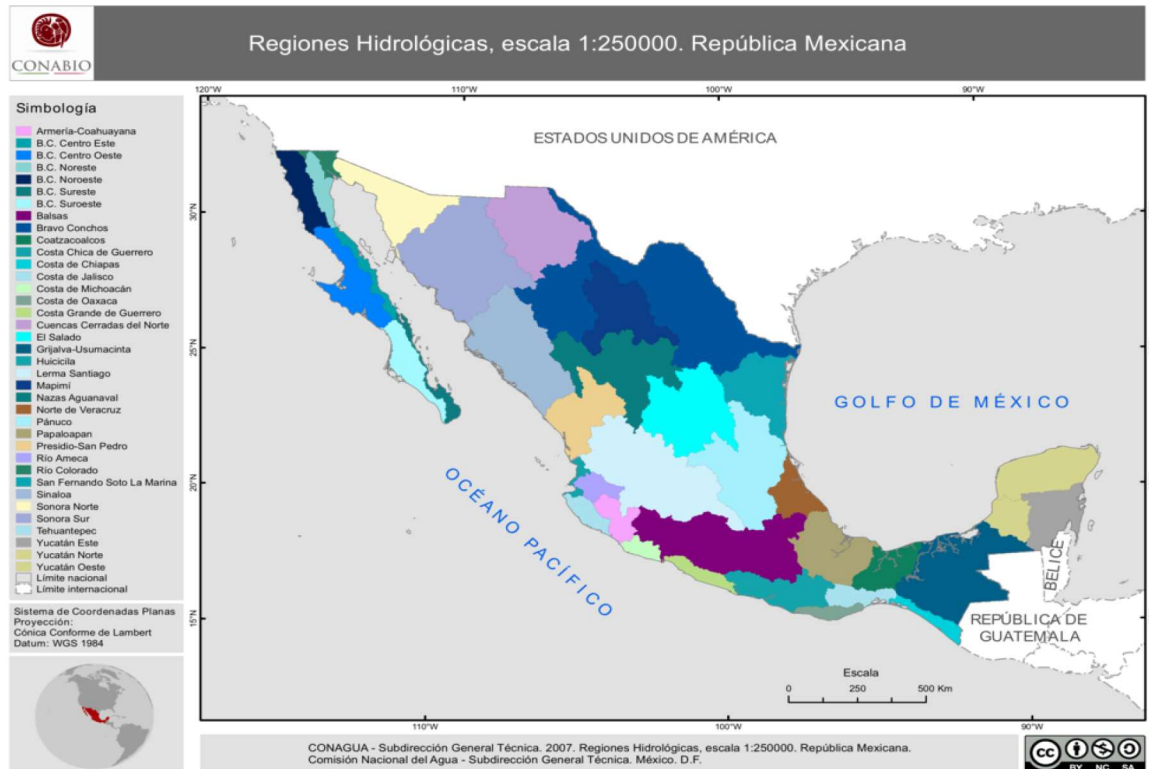 CONABIO
Regiones Hidrológicas, escala 1:250000. República Mexicana
Simbología
Armería-Coahuayana
B.C. Centro Este
B.C. Centro Oeste
B.C. Noreste
B.C. Noroeste
B.C. Sureste
B.C. Suroeste
Balsas
Bravo Conchos
Coatzacoalcos
Costa Chica de Guerrero
Costa de Chiapas
Costa de Jalisco
Costa de Michoacán
Costa de Oaxaca
Costa Grande de Guerrero
Cuencas Cerradas del Norte
El Salado
Grijalva-Usumacinta
Huicicila
Lerma Santiago
Mapimí
Nazas Aguanaval
Norte de Veracruz
Pánuco
Papaloapan
Presidio-San Pedro
Río Ameca
Río Colorado
San Fernando Soto La Marina
Sinaloa
Sonora Norte
Sonora Sur
Tehuantepec
Yucatán Este
Yucatán Norte
Yucatán Oeste
Límite nacional
Límite internacional
Sistema de Coordenadas Planas
Proyección:
Cónica Conforme de Lambert
Datum: WGS 1984
120°W
110°W
100°W
90°W
30°N
25°N
20°N
15°N
ESTADOS UNIDOS DE AMÉRICA
GOLFO DE MÉXICO
OCÉANO PACÍFICO
BELICE
REPÚBLICA DE
GUATEMALA
Escala
0 250 500 Km
110°W
100°W
90°W
CONAGUA - Subdirección General Técnica. 2007. Regiones Hidrológicas, escala 1:250000. República Mexicana.
Comisión Nacional del Agua - Subdirección General Técnica. México. D.F.
cc
BY NC SA